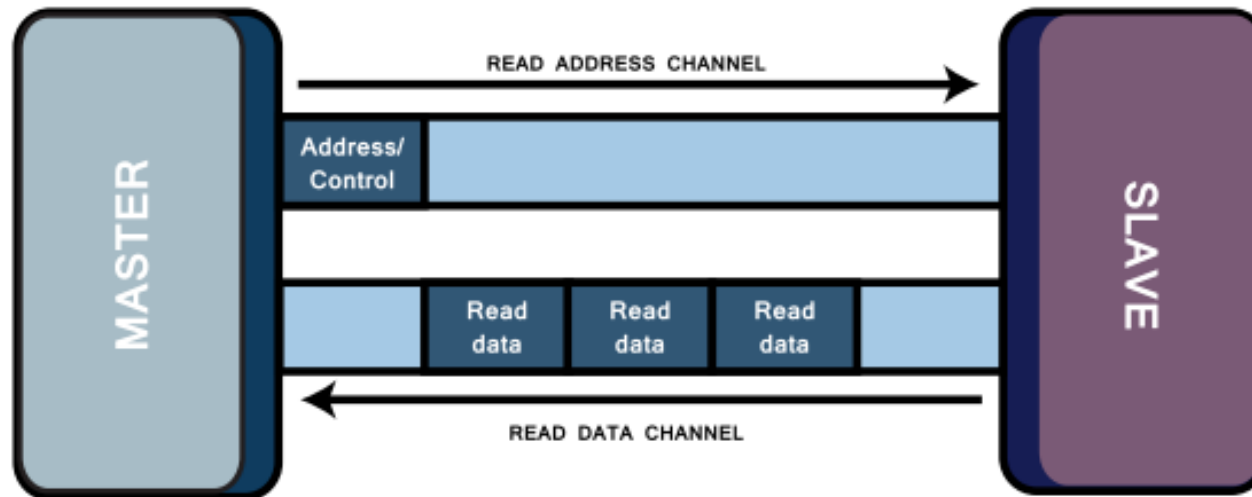 READ ADDRESS CHANNEL
MASTER
Address/
Control
SLAVE
Read
data
Read
data
Read
data
READ DATA CHANNEL